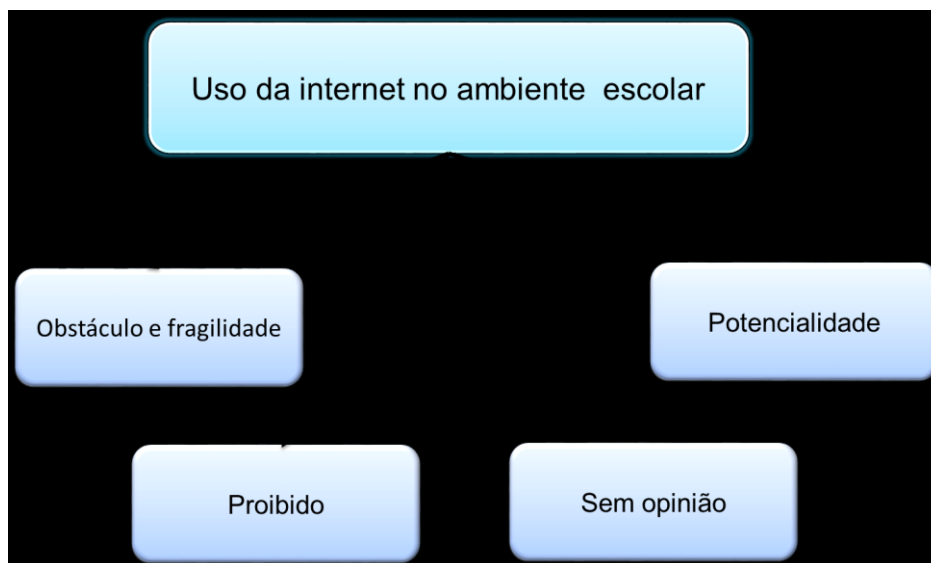 Uso da internet no ambiente escolar
Obstáculo e fragilidade
Potencialidade
Proibido
Sem opinião